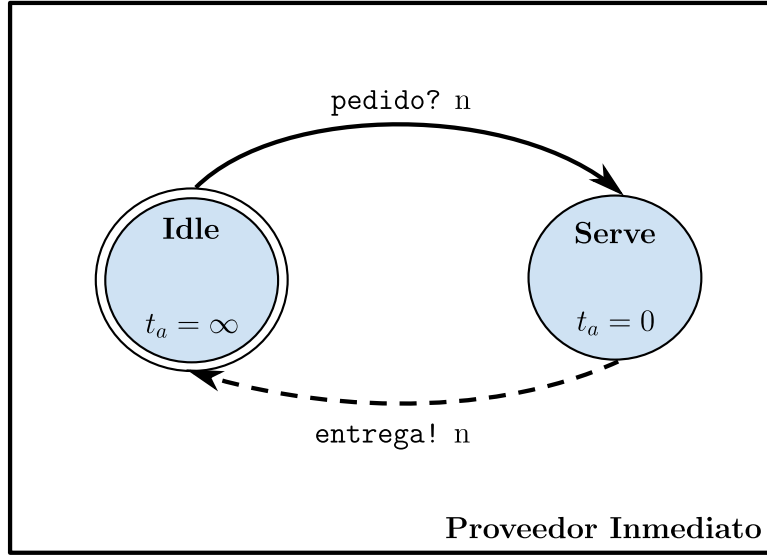 pedido? n
Idle
Serve
t_a = ∞
t_a = 0
entrega! n
Proveedor Inmediato